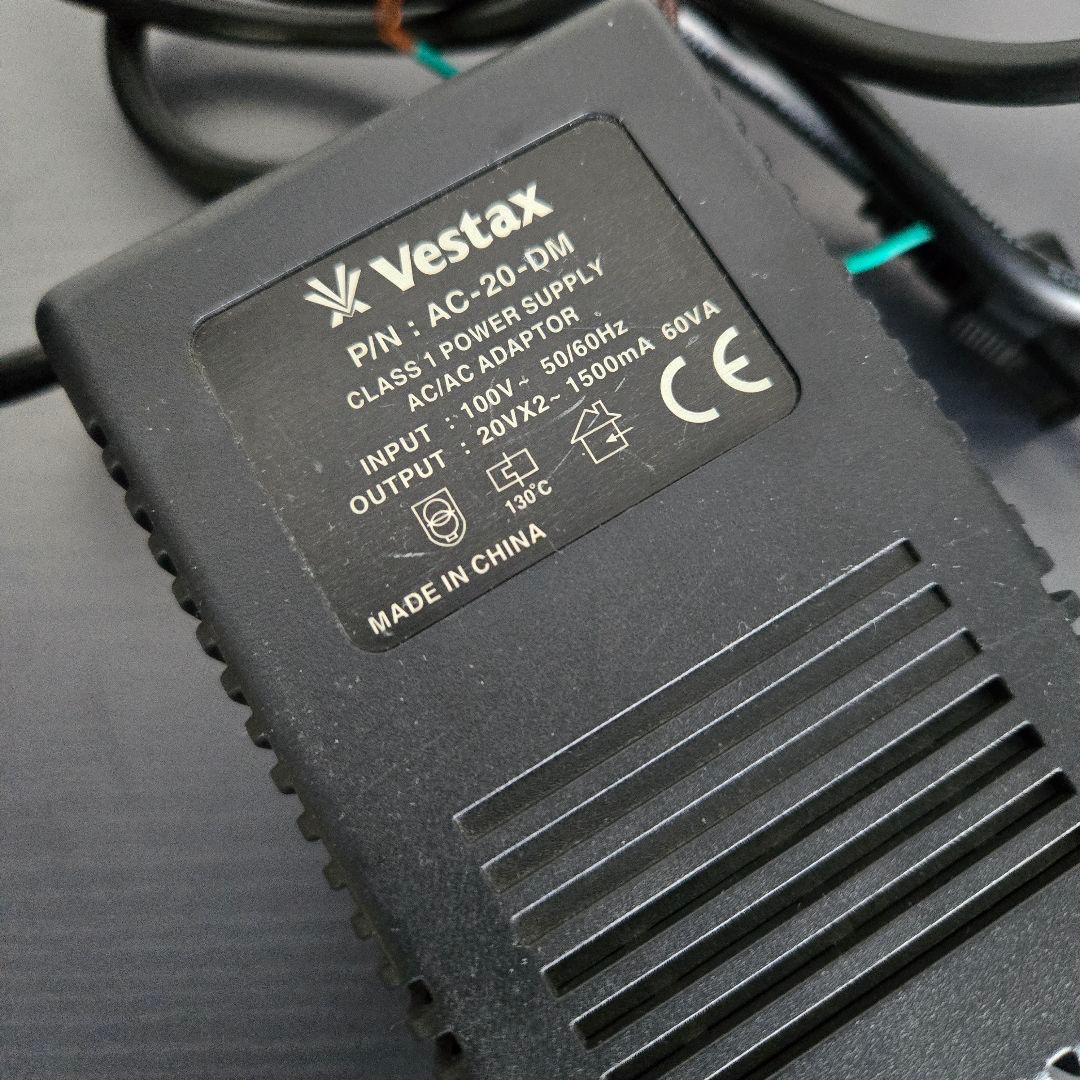 Vestax
P/N : AC-20-DM
CLASS 1 POWER SUPPLY
AC/AC ADAPTOR
INPUT : 100V~ 50/60Hz
OUTPUT : 20VX2~ 1500mA 60VA
CE
130°C
MADE IN CHINA